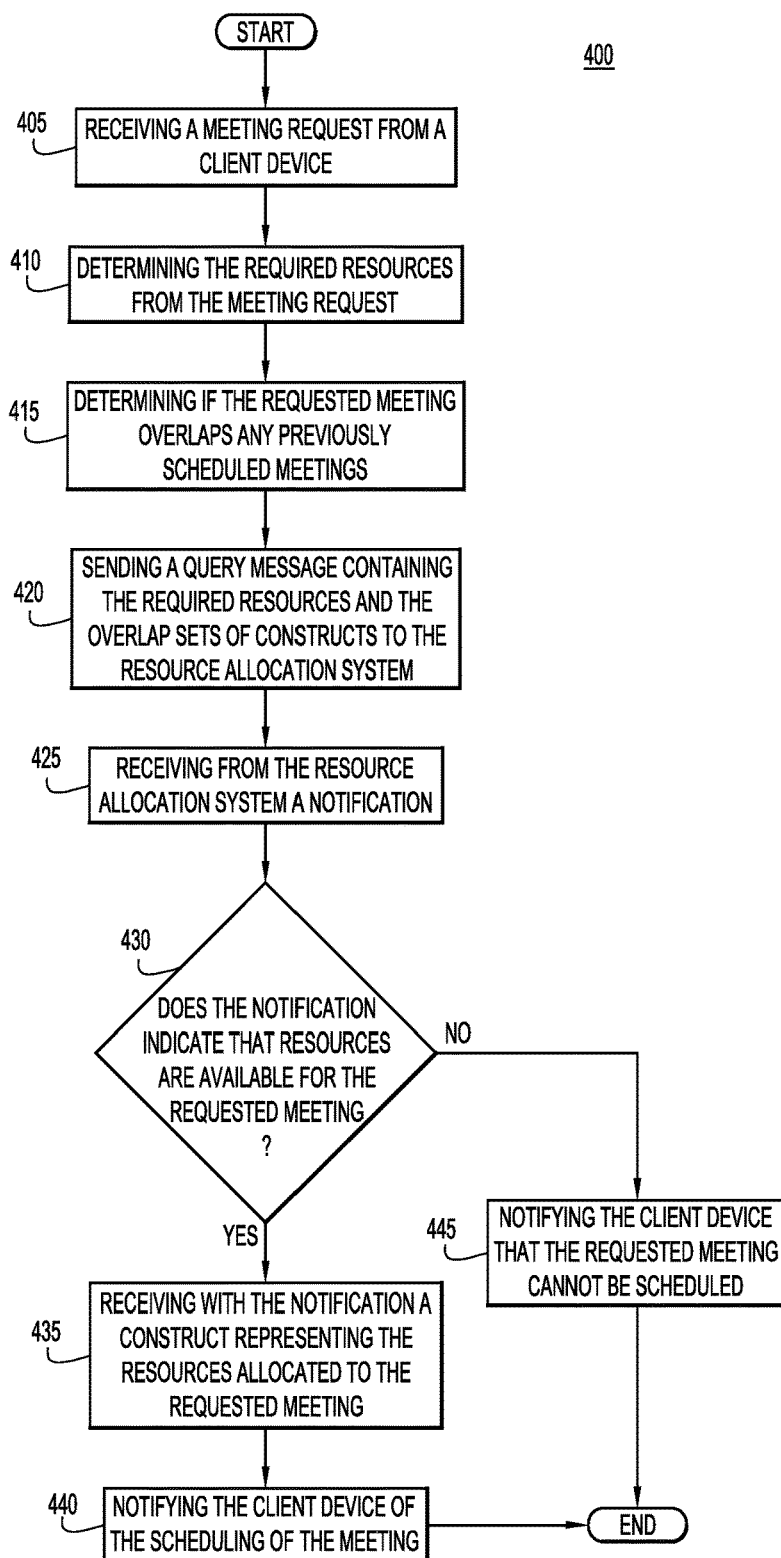 START
400
405
RECEIVING A MEETING REQUEST FROM A
CLIENT DEVICE
410
DETERMINING THE REQUIRED RESOURCES
FROM THE MEETING REQUEST
415
DETERMINING IF THE REQUESTED MEETING
OVERLAPS ANY PREVIOUSLY
SCHEDULED MEETINGS
420
SENDING A QUERY MESSAGE CONTAINING
THE REQUIRED RESOURCES AND THE
OVERLAP SETS OF CONSTRUCTS TO THE
RESOURCE ALLOCATION SYSTEM
425
RECEIVING FROM THE RESOURCE
ALLOCATION SYSTEM A NOTIFICATION
430
DOES THE NOTIFICATION
INDICATE THAT RESOURCES
ARE AVAILABLE FOR THE
REQUESTED MEETING
?
NO
YES
445
NOTIFYING THE CLIENT DEVICE
THAT THE REQUESTED MEETING
CANNOT BE SCHEDULED
435
RECEIVING WITH THE NOTIFICATION A
CONSTRUCT REPRESENTING THE
RESOURCES ALLOCATED TO THE
REQUESTED MEETING
440
NOTIFYING THE CLIENT DEVICE OF
THE SCHEDULING OF THE MEETING
END